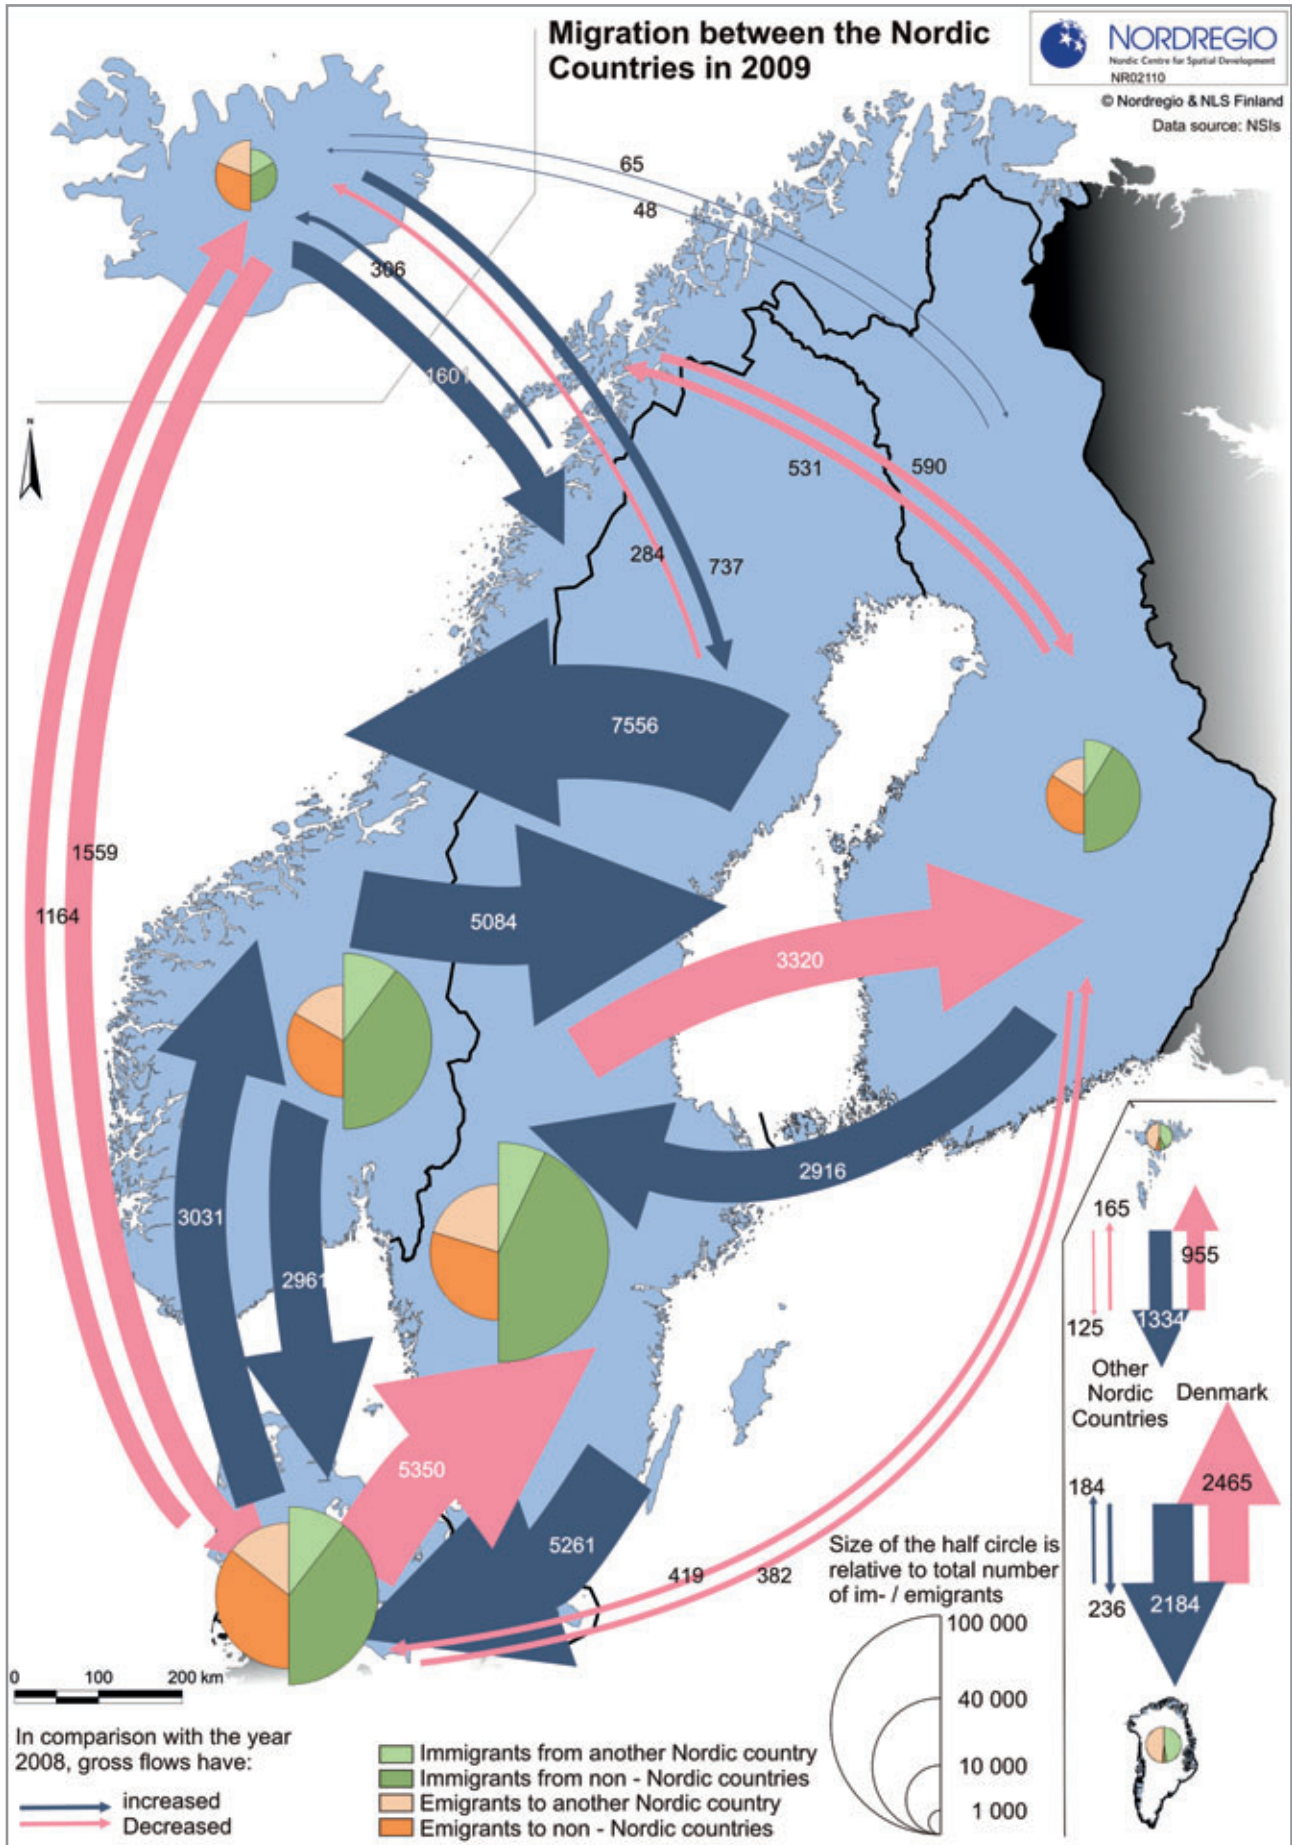 Migration between the Nordic
Countries in 2009
NORDREGIO
Nordic Centre for Spatial Development
NR02110
© Nordregio & NLS Finland
Data source: NSIs
65
48
306
1601
N
531
590
284
737
7556
1559
1164
5084
3320
2916
3031
2961
165
955
125
1334
Other
Nordic
Countries
Denmark
5350
184
2465
5261
236
2184
419
382
Size of the half circle is
relative to total number
of im- / emigrants
100 000
40 000
10 000
1 000
0 100 200 km
In comparison with the year
2008, gross flows have:
increased
Decreased
Immigrants from another Nordic country
Immigrants from non - Nordic countries
Emigrants to another Nordic country
Emigrants to non - Nordic countries